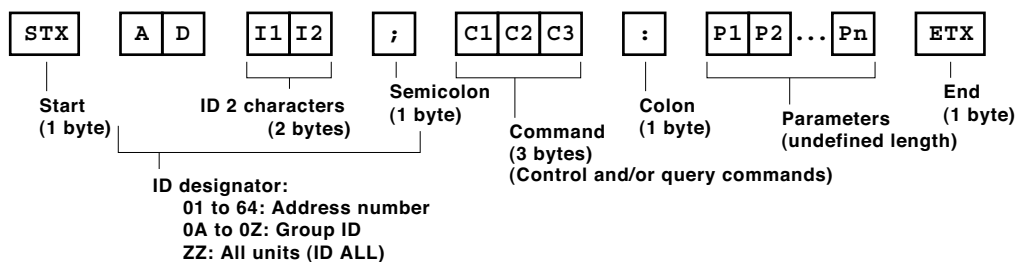 STX A D I1 I2 ; C1 C2 C3 : P1 P2 ... Pn ETX
Start
(1 byte)
ID 2 characters
(2 bytes)
Semicolon
(1 byte)
Command
(3 bytes)
(Control and/or query commands)
Colon
(1 byte)
Parameters
(undefined length)
End
(1 byte)
ID designator:
01 to 64: Address number
0A to 0Z: Group ID
ZZ: All units (ID ALL)